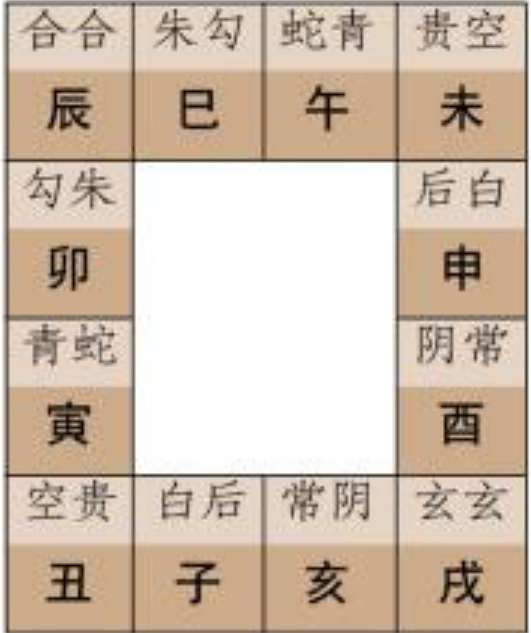 合合 朱勾 蛇青 贵空
辰 巳 午 未
勾朱 后白
卯 申
青蛇 阴常
寅 酉
空贵 白后 常阴 玄玄
丑 子 亥 戌